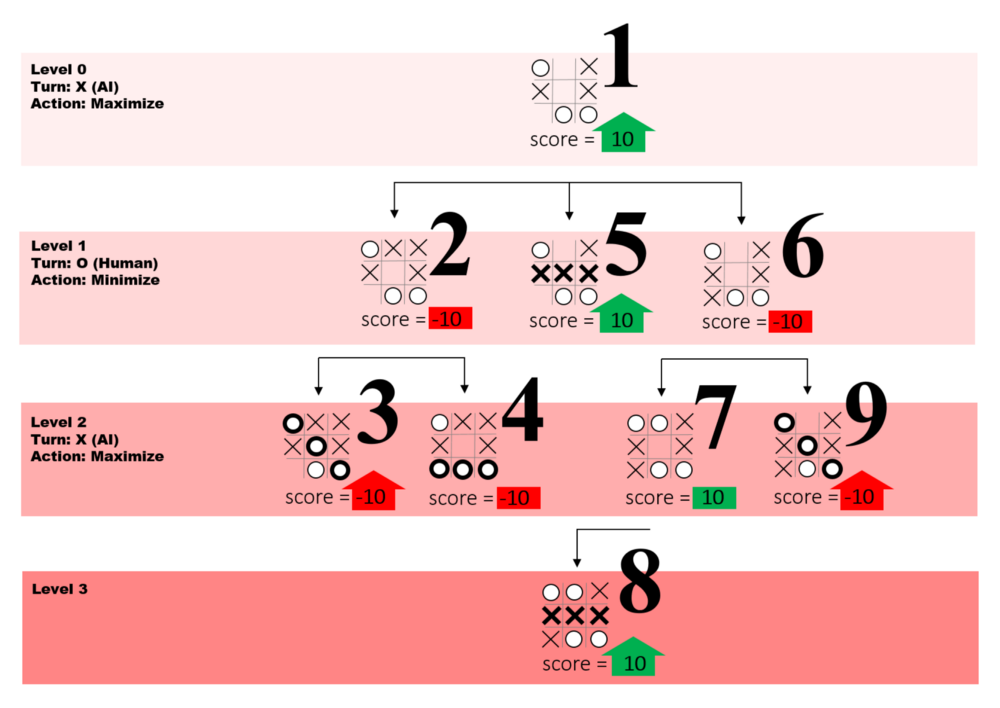 Level 0
Turn: X (AI)
Action: Maximize
1
score = 10
Level 1
Turn: O (Human)
Action: Minimize
2
score = -10
5
score = 10
6
score = -10
Level 2
Turn: X (AI)
Action: Maximize
3
score = -10
4
score = -10
7
score = 10
9
score = -10
Level 3
8
score = 10